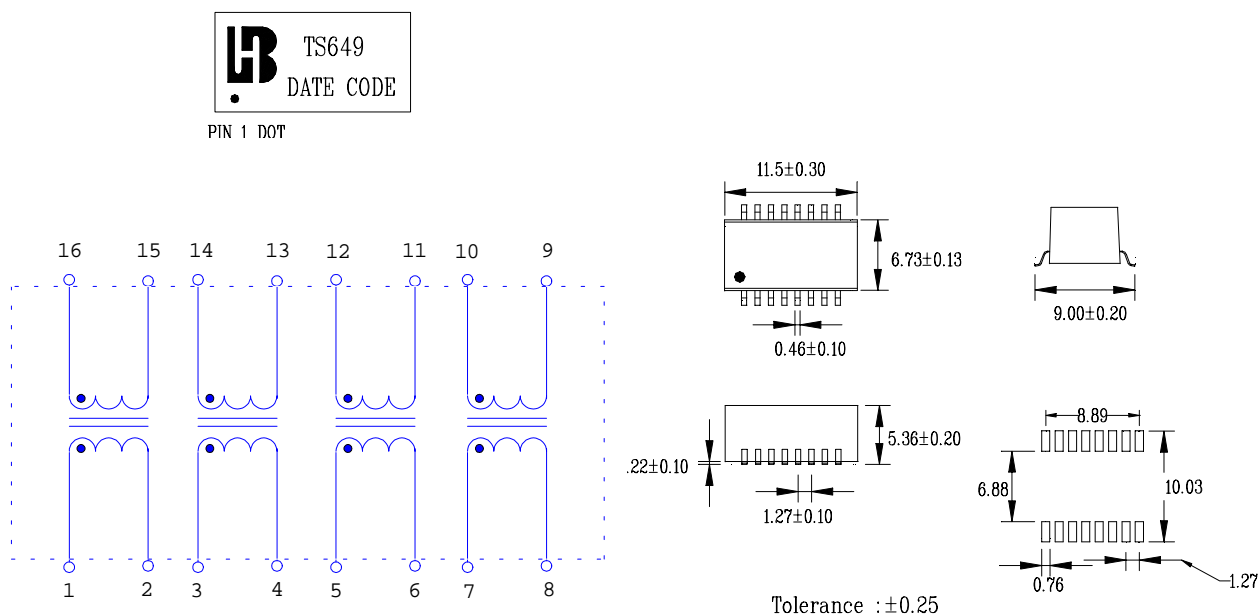 TS649
DATE CODE
PIN 1 DOT
11.5±0.30
6.73±0.13
9.00±0.20
0.46±0.10
16 15 14 13 12 11 10 9
1 2 3 4 5 6 7 8
5.36±0.20
.22±0.10
1.27±0.10
8.89
6.88
10.03
0.76
1.27
Tolerance :±0.25